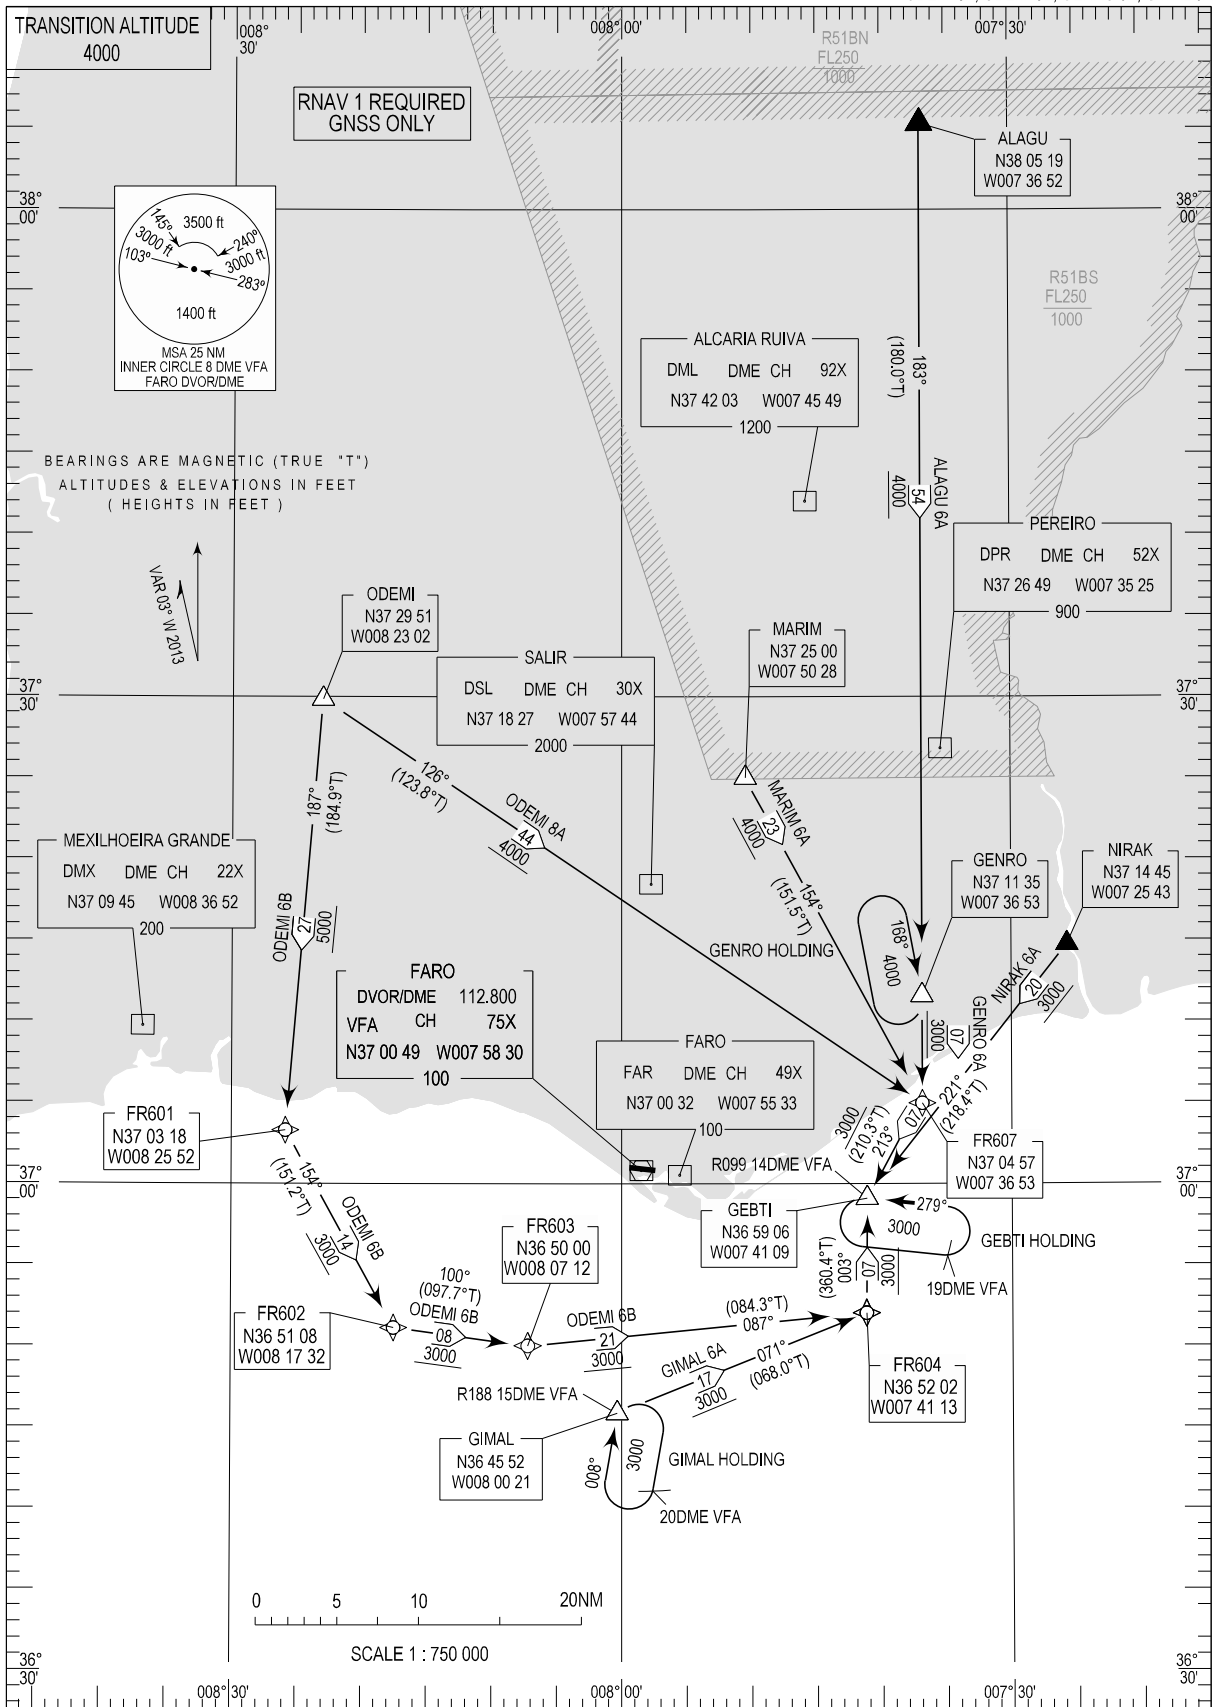 TRANSITION ALTITUDE
4000
008°
30'
008° 00'
007° 30'
R51BN
FL250
1000
RNAV 1 REQUIRED
GNSS ONLY
ALAGU
N38 05 19
W007 36 52
38°
00'
38°
00'
3500 ft
145°
3000 ft
103°
240°
3000 ft
283°
1400 ft
MSA 25 NM
INNER CIRCLE 8 DME VFA
FARO DVOR/DME
R51BS
FL250
1000
183°
(180.0°T)
ALCARIA RUIVA
DML DME CH 92X
N37 42 03 W007 45 49
1200
BEARINGS ARE MAGNETIC (TRUE "T")
ALTITUDES & ELEVATIONS IN FEET
( HEIGHTS IN FEET )
VAR 03° W 2013
ALAGU 6A
54
4000
PEREIRO
DPR DME CH 52X
N37 26 49 W007 35 25
900
ODEMI
N37 29 51
W008 23 02
MARIM
N37 25 00
W007 50 28
SALIR
DSL DME CH 30X
N37 18 27 W007 57 44
2000
37°
30'
37°
30'
187°
(184.9°T)
126°
(123.8°T)
ODEMI 8A
44
4000
MARIM 6A
23
4000
154°
(151.5°T)
MEXILHOEIRA GRANDE
DMX DME CH 22X
N37 09 45 W008 36 52
200
ODEMI 6B
27
5000
GENRO
N37 11 35
W007 36 53
NIRAK
N37 14 45
W007 25 43
GENRO HOLDING
168°
4000
NIRAK 6A
20
3000
GENRO 6A
07
3000
FARO
DVOR/DME 112.800
VFA CH 75X
N37 00 49 W007 58 30
100
FARO
FAR DME CH 49X
N37 00 32 W007 55 33
100
221°
(218.4°T)
3000
(210.3°T)
213°
07
FR601
N37 03 18
W008 25 52
FR607
N37 04 57
W007 36 53
R099 14DME VFA
37°
00'
37°
00'
154°
(151.2°T)
ODEMI 6B
14
3000
GEBTI
N36 59 06
W007 41 09
279°
3000
GEBTI HOLDING
19DME VFA
(360.4°T)
003°
07
3000
FR603
N36 50 00
W008 07 12
100°
(097.7°T)
ODEMI 6B
08
3000
FR602
N36 51 08
W008 17 32
ODEMI 6B
21
3000
(084.3°T)
087°
GIMAL 6A
17
3000
071°
(068.0°T)
FR604
N36 52 02
W007 41 13
R188 15DME VFA
GIMAL
N36 45 52
W008 00 21
008°
3000
GIMAL HOLDING
20DME VFA
0 5 10 20NM
SCALE 1 : 750 000
36°
30'
36°
30'
008° 30'
008° 00'
007° 30'